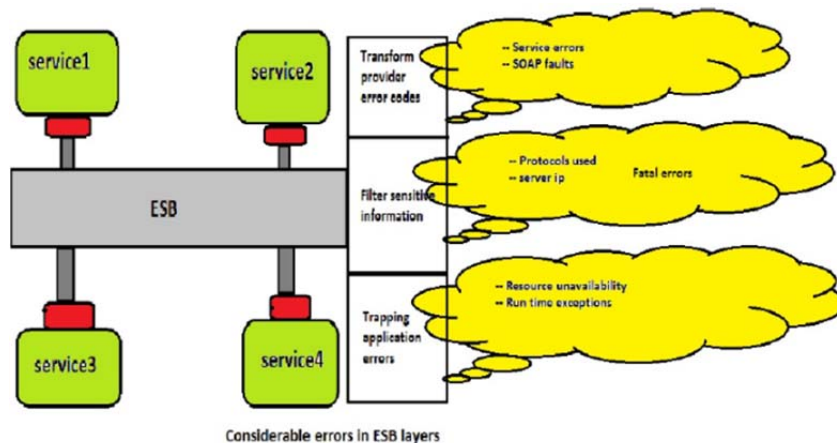 service1
service2
Transform
provider
error codes
-- Service errors
-- SOAP faults
ESB
Filter sensitive
information
-- Protocols used
-- server ip
Fatal errors
service3
service4
Trapping
application
errors
-- Resource unavailability
-- Run time exceptions
Considerable errors in ESB layers